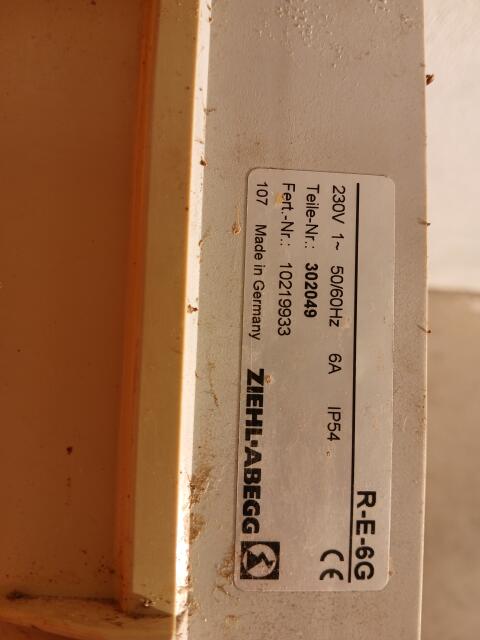 R-E-6G
230V 1~ 50/60Hz 6A IP54
Teile-Nr.: 302049
Fert.-Nr.: 10219933
107 Made in Germany
CE
ZIEHL-ABEGG